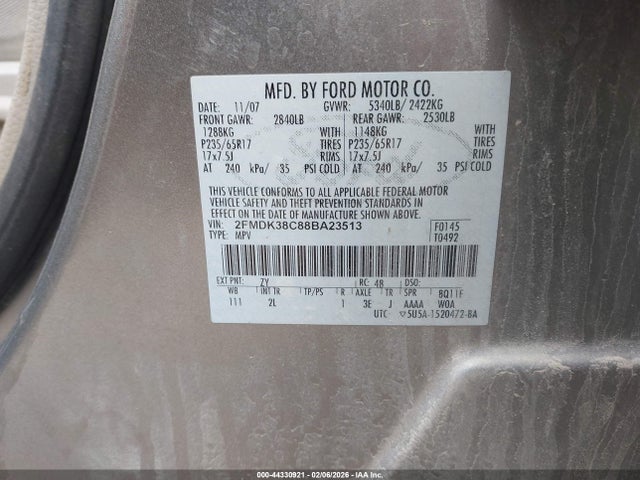 MFD. BY FORD MOTOR CO.
DATE: 11/07 GVWR: 5340LB/ 2422KG
FRONT GAWR: 2840LB REAR GAWR: 2530LB
1288KG WITH 1148KG WITH
P235/65R17 TIRES P235/65R17 TIRES
17x7.5J RIMS 17x7.5J RIMS
AT 240 kPa/ 35 PSI COLD AT 240 kPa/ 35 PSI COLD
THIS VEHICLE CONFORMS TO ALL APPLICABLE FEDERAL MOTOR
VEHICLE SAFETY AND THEFT PREVENTION STANDARDS IN
EFFECT ON THE DATE OF MANUFACTURE SHOWN ABOVE.
VIN: 2FMDK38C88BA23513 F0145
TYPE: MPV T0492
EXT PNT: ZY RC: 48 DSO:
WB INT TR TP/PS R AXLE TR SPR BQ11F
111 2L 1 3E J AAAA WOA
UTC ▽5U5A-1520472-BA
000-44330921 - 02/06/2026 - IAAI